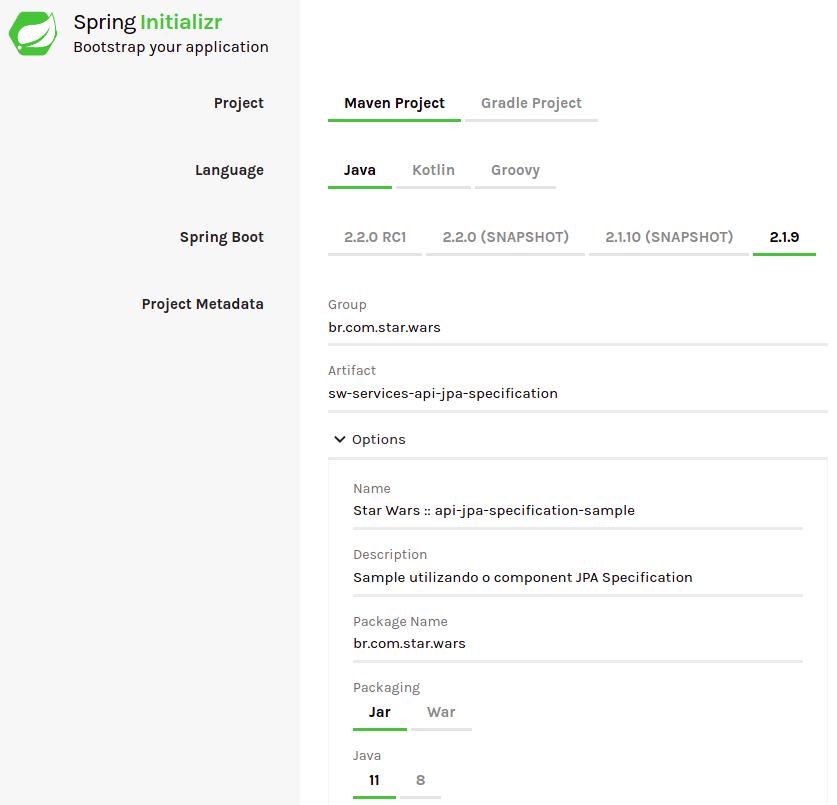 Spring Initializr
Bootstrap your application
Project
Maven Project Gradle Project
Language
Java Kotlin Groovy
Spring Boot
2.2.0 RC1 2.2.0 (SNAPSHOT) 2.1.10 (SNAPSHOT) 2.1.9
Project Metadata
Group
br.com.star.wars
Artifact
sw-services-api-jpa-specification
Options
Name
Star Wars :: api-jpa-specification-sample
Description
Sample utilizando o component JPA Specification
Package Name
br.com.star.wars
Packaging
Jar War
Java
11 8